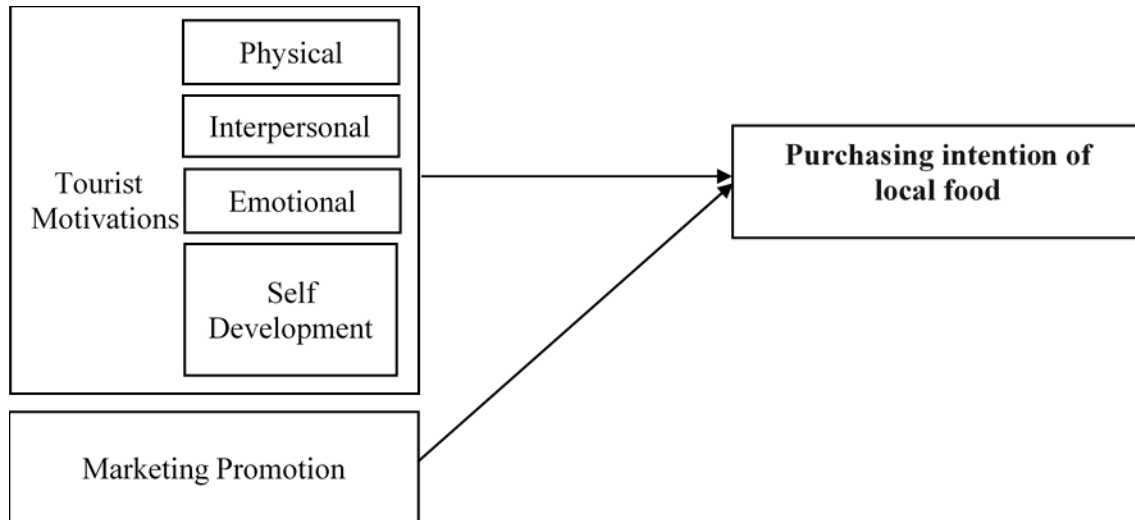 Physical
Interpersonal
Tourist
Motivations
Emotional
Self
Development
Marketing Promotion
Purchasing intention of
local food